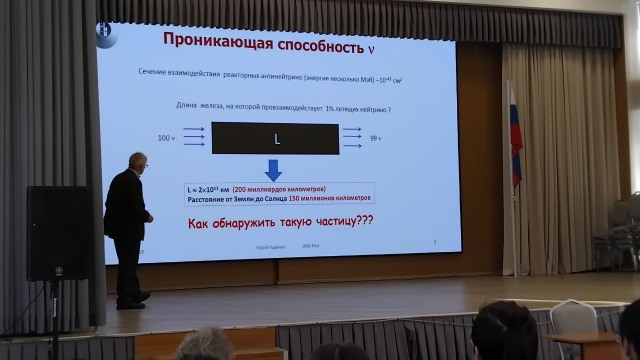 Проникающая способность ν
Сечение взаимодействия реакторных антинейтрино (энергия несколько МэВ) ~10⁻⁴³ см²
Длина железа, на которой провзаимодействует 1% летящих нейтрино ?
100 ν
L
99 ν
L ≈ 2×10¹¹ км (200 миллиардов километров)
Расстояние от Земли до Солнца 150 миллионов километров
Как обнаружить такую частицу???